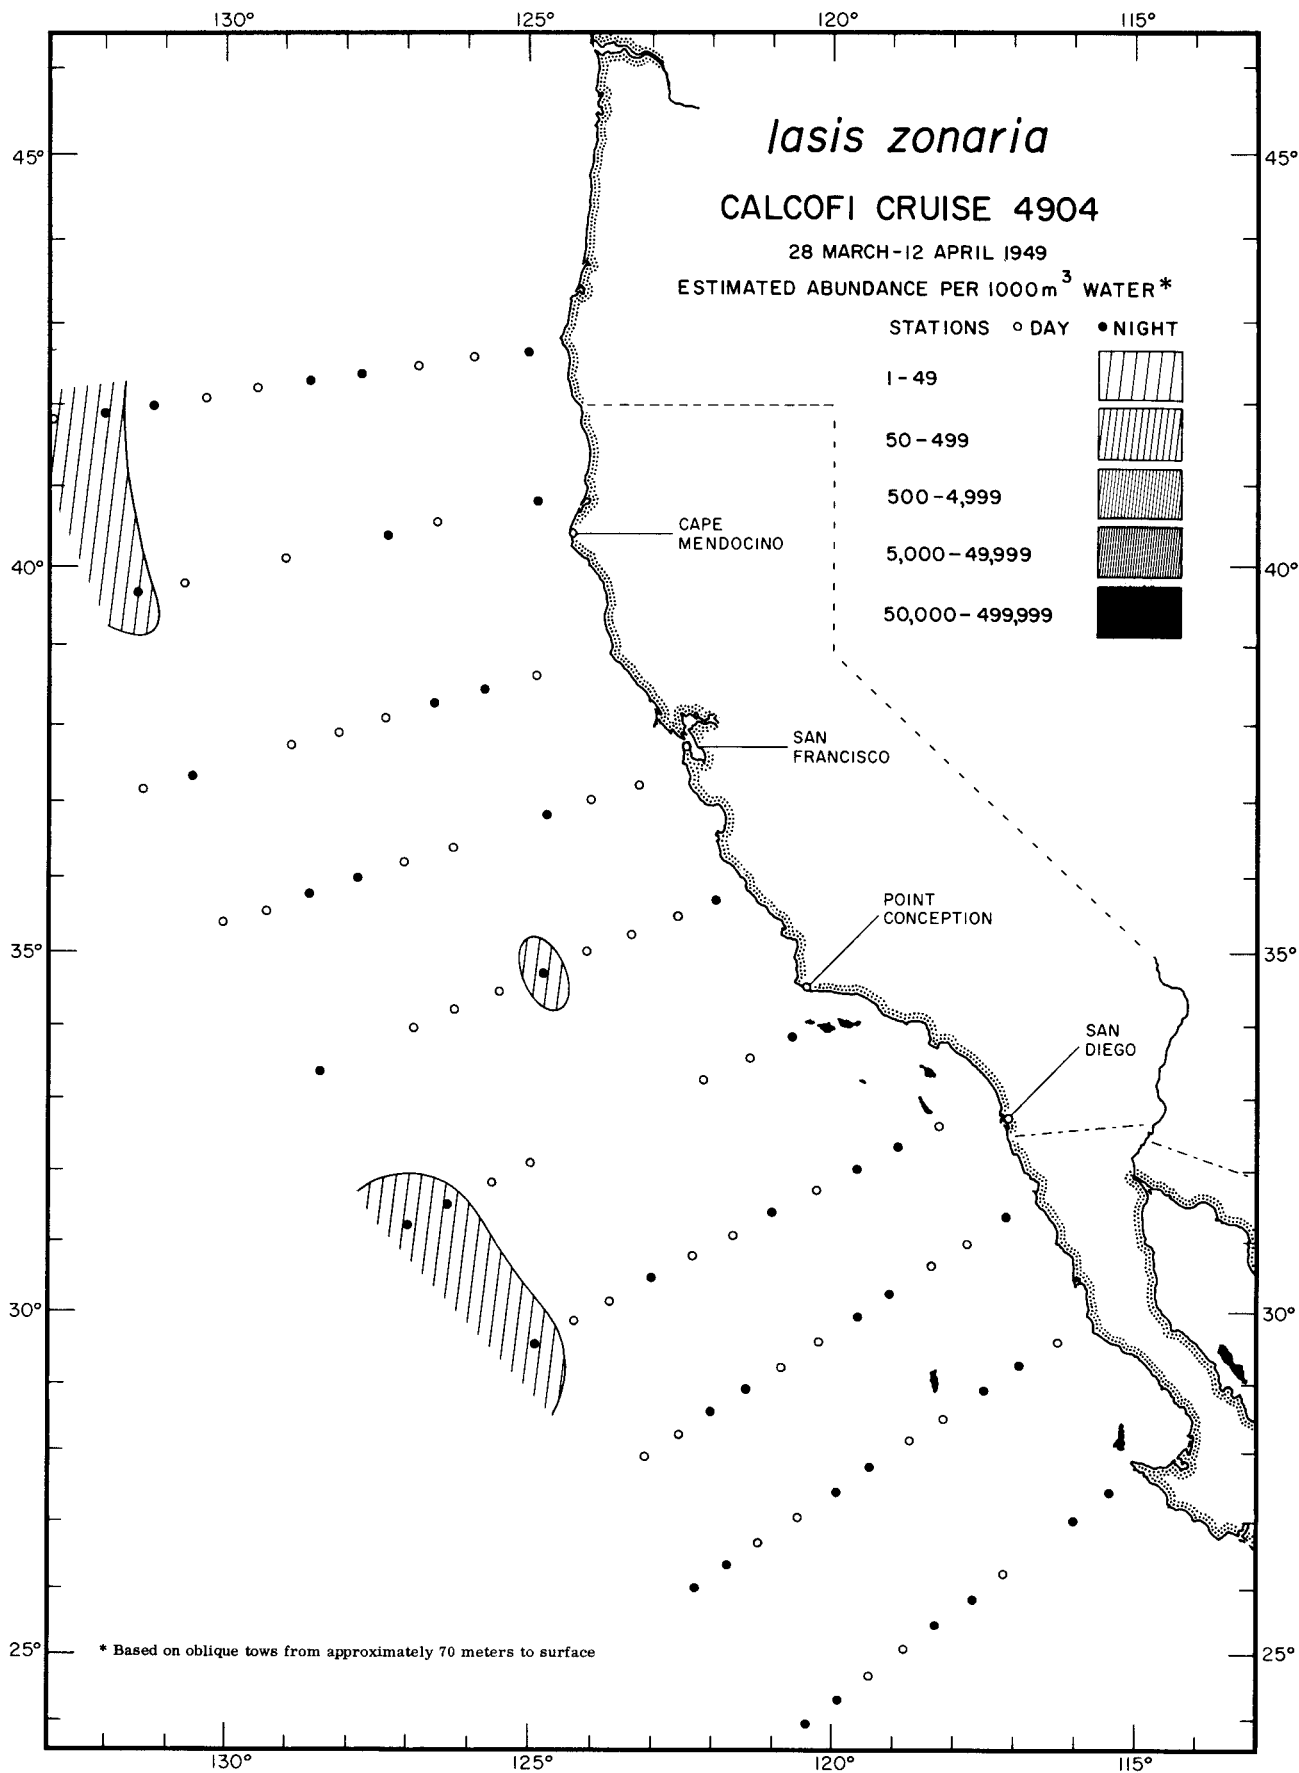 130° 125° 120° 115°
Iasis zonaria
45° 45°
CALCOFI CRUISE 4904
28 MARCH-12 APRIL 1949
ESTIMATED ABUNDANCE PER 1000m³ WATER*
STATIONS DAY NIGHT
1-49
50-499
500-4,999
CAPE
MENDOCINO
5,000-49,999
40° 40°
50,000-499,999
SAN
FRANCISCO
POINT
CONCEPTION
35° 35°
SAN
DIEGO
30° 30°
25° * Based on oblique tows from approximately 70 meters to surface 25°
130° 125° 120° 115°